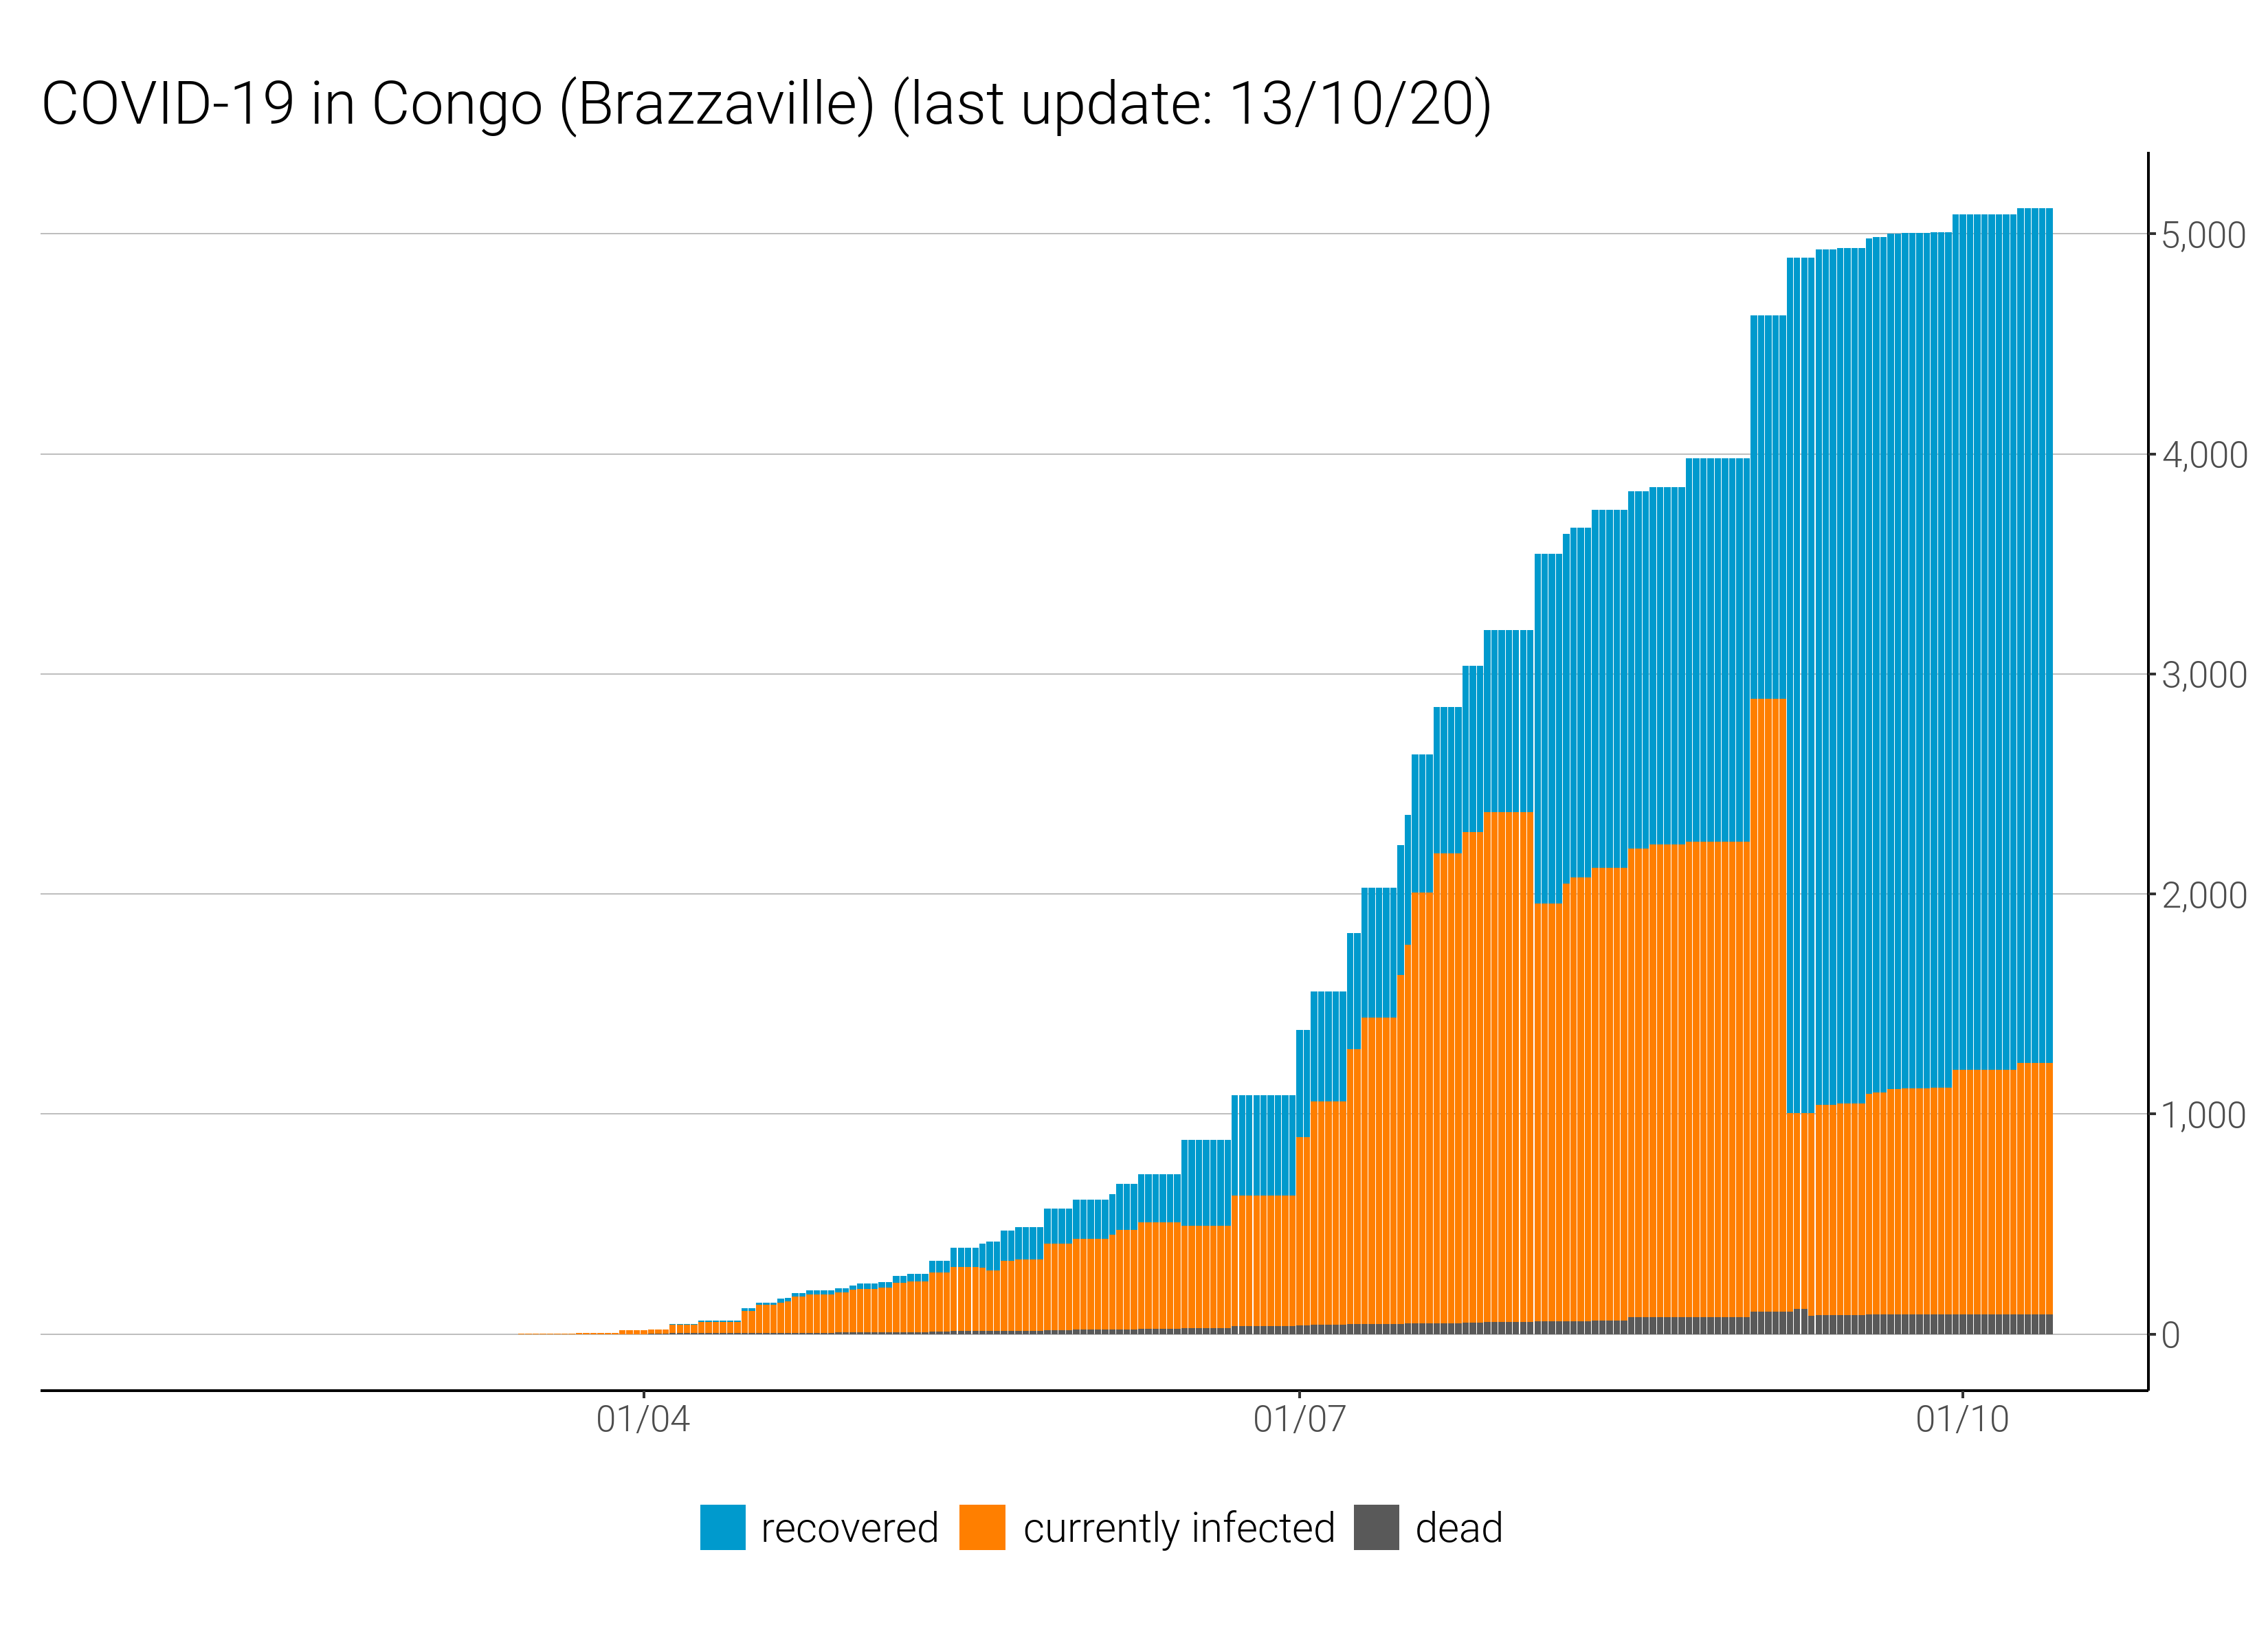 COVID-19 in Congo (Brazzaville) (last update: 13/10/20)
5,000
4,000
3,000
2,000
1,000
0
01/04 01/07 01/10
recovered currently infected dead